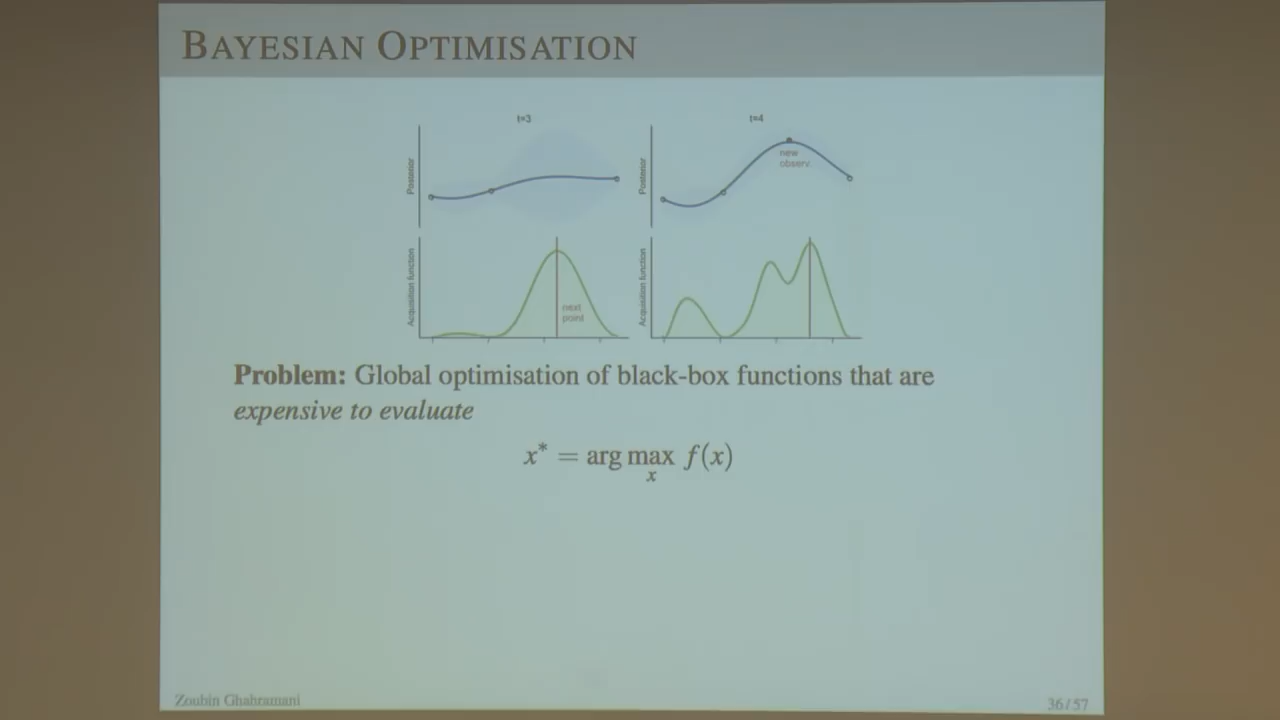 BAYESIAN OPTIMISATION
t=3
t=4
Posterior
Posterior
new
observ.
Acquisition function
Acquisition function
next
point
Problem: Global optimisation of black-box functions that are
expensive to evaluate
x* = arg max f(x)
x
Zoubin Ghahramani
36/57